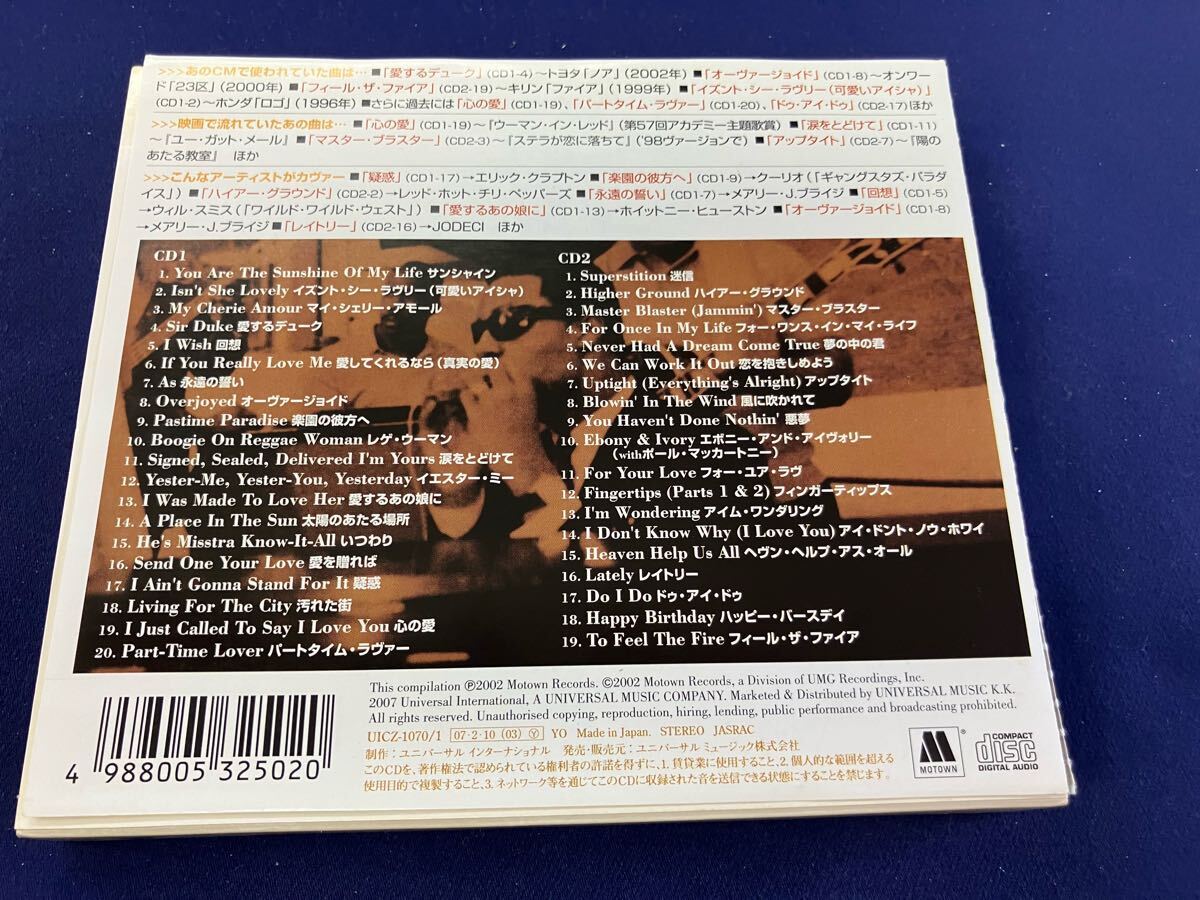 >>>あのCMで使われていた曲は… ■「愛するデューク」(CD1-4)～トヨタ「ノア」(2002年) ■「オーヴァージョイド」(CD1-8)～オンワー
ド「23区」(2000年) ■「フィール・ザ・ファイア」(CD2-19)～キリン「ファイア」(1999年) ■「イズント・シー・ラヴリー(可愛いアイシャ)」
(CD1-2)～ホンダ「ロゴ」(1996年) ■さらに過去には「心の愛」(CD1-19)、「パートタイム・ラヴァー」(CD1-20)、「ドゥ・アイ・ドゥ」(CD2-17)ほか
>>>映画で流れていたあの曲は… ■「心の愛」(CD1-19)～『ウーマン・イン・レッド』(第57回アカデミー主題歌賞) ■「涙をとどけて」(CD1-11)
～『ユー・ガット・メール』 ■「マスター・ブラスター」(CD2-3)～『ステラが恋に落ちて』('98ヴァージョンで) ■「アップタイト」(CD2-7)～『陽の
あたる教室』 ほか
>>>こんなアーティストがカヴァー ■「疑惑」(CD1-17)→エリック・クラプトン ■「楽園の彼方へ」(CD1-9)→クーリオ(「ギャングスタズ・パラダ
イス」) ■「ハイアー・グラウンド」(CD2-2)→レッド・ホット・チリ・ペッパーズ ■「永遠の誓い」(CD1-7)→メアリー・J.ブライジ ■「回想」(CD1-5)
→ウィル・スミス(「ワイルド・ワイルド・ウェスト」) ■「愛するあの娘に」(CD1-13)→ホイットニー・ヒューストン ■「オーヴァージョイド」(CD1-8)
→メアリー・J.ブライジ ■「レイトリー」(CD2-16)→JODECI ほか
CD1
1. You Are The Sunshine Of My Life サンシャイン
2. Isn't She Lovely イズント・シー・ラヴリー(可愛いアイシャ)
3. My Cherie Amour マイ・シェリー・アモール
4. Sir Duke 愛するデューク
5. I Wish 回想
6. If You Really Love Me 愛してくれるなら(真実の愛)
7. As 永遠の誓い
8. Overjoyed オーヴァージョイド
9. Pastime Paradise 楽園の彼方へ
10. Boogie On Reggae Woman レゲ・ウーマン
11. Signed, Sealed, Delivered I'm Yours 涙をとどけて
12. Yester-Me, Yester-You, Yesterday イエスター・ミー
13. I Was Made To Love Her 愛するあの娘に
14. A Place In The Sun 太陽のあたる場所
15. He's Misstra Know-It-All いつわり
16. Send One Your Love 愛を贈れば
17. I Ain't Gonna Stand For It 疑惑
18. Living For The City 汚れた街
19. I Just Called To Say I Love You 心の愛
20. Part-Time Lover パートタイム・ラヴァー
CD2
1. Superstition 迷信
2. Higher Ground ハイアー・グラウンド
3. Master Blaster (Jammin') マスター・ブラスター
4. For Once In My Life フォー・ワンス・イン・マイ・ライフ
5. Never Had A Dream Come True 夢の中の君
6. We Can Work It Out 恋を抱きしめよう
7. Uptight (Everything's Alright) アップタイト
8. Blowin' In The Wind 風に吹かれて
9. You Haven't Done Nothin' 悪夢
10. Ebony & Ivory エボニー・アンド・アイヴォリー
(withポール・マッカートニー)
11. For Your Love フォー・ユア・ラヴ
12. Fingertips (Parts 1 & 2) フィンガーティップス
13. I'm Wondering アイム・ワンダリング
14. I Don't Know Why (I Love You) アイ・ドント・ノウ・ホワイ
15. Heaven Help Us All ヘヴン・ヘルプ・アス・オール
16. Lately レイトリー
17. Do I Do ドゥ・アイ・ドゥ
18. Happy Birthday ハッピー・バースデイ
19. To Feel The Fire フィール・ザ・ファイア
This compilation ℗2002 Motown Records. ©2002 Motown Records, a Division of UMG Recordings, Inc.
2007 Universal International, A UNIVERSAL MUSIC COMPANY. Marketed & Distributed by UNIVERSAL MUSIC K.K.
All rights reserved. Unauthorised copying, reproduction, hiring, lending, public performance and broadcasting prohibited.
UICZ-1070/1 07·2·10 (03) Ⓨ YO Made in Japan. STEREO JASRAC
制作:ユニバーサル インターナショナル 発売・販売元:ユニバーサル ミュージック株式会社
このCDを、著作権法で認められている権利者の許諾を得ずに、1. 賃貸業に使用すること、2. 個人的な範囲を超える
使用目的で複製すること、3. ネットワーク等を通じてこのCDに収録された音を送信できる状態にすることを禁じます。
4 988005 325020
MOTOWN
COMPACT
disc
DIGITAL AUDIO